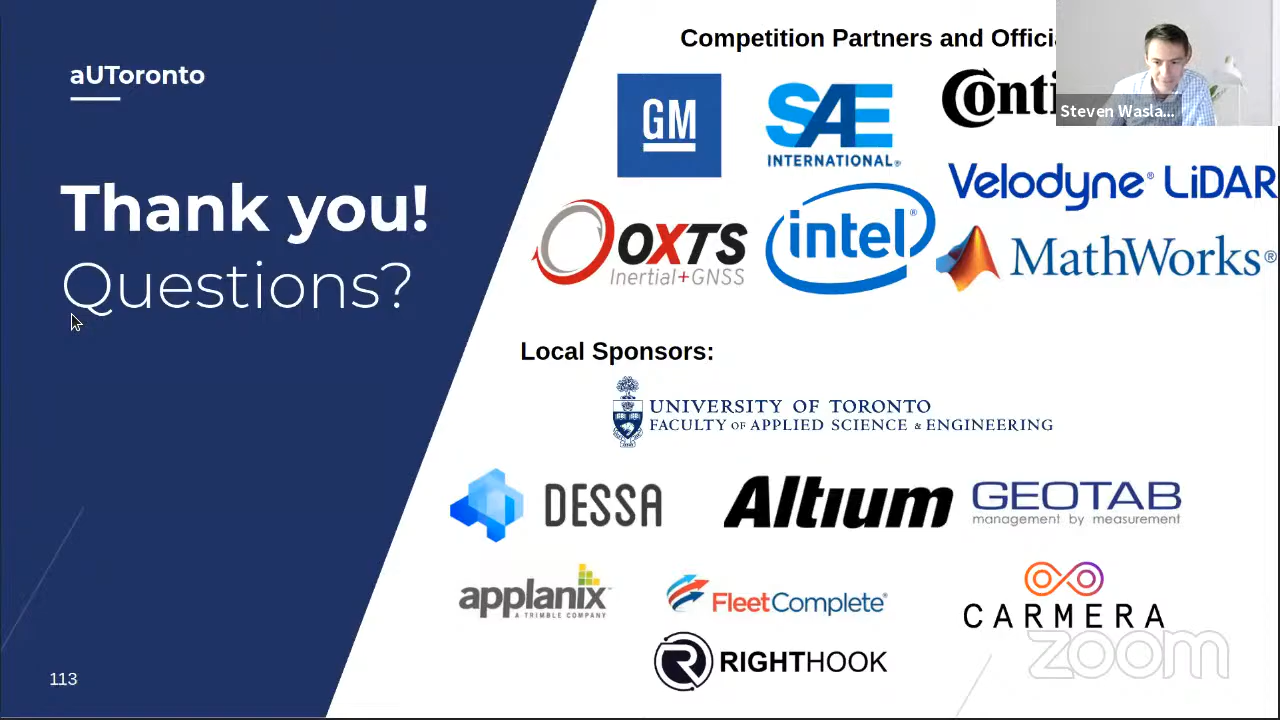 aUToronto
Thank you!
Questions?
113
Competition Partners and Offici
GM
SAE
INTERNATIONAL®
Conti
Steven Wasla...
Velodyne® LiDAR
OXTS
Inertial+GNSS
intel®
MathWorks®
Local Sponsors:
UNIVERSITY OF TORONTO
FACULTY OF APPLIED SCIENCE & ENGINEERING
DESSA
Altium
GEOTAB
management by measurement
applanix™
A TRIMBLE COMPANY
FleetComplete®
CARMERA
RIGHTHOOK
zoom